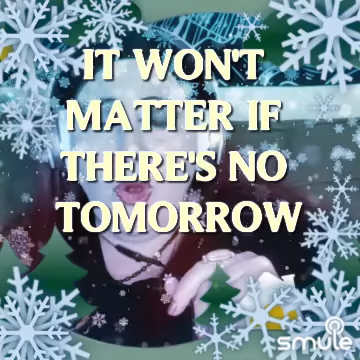 IT WON'T
MATTER IF
THERE'S NO
TOMORROW
smule